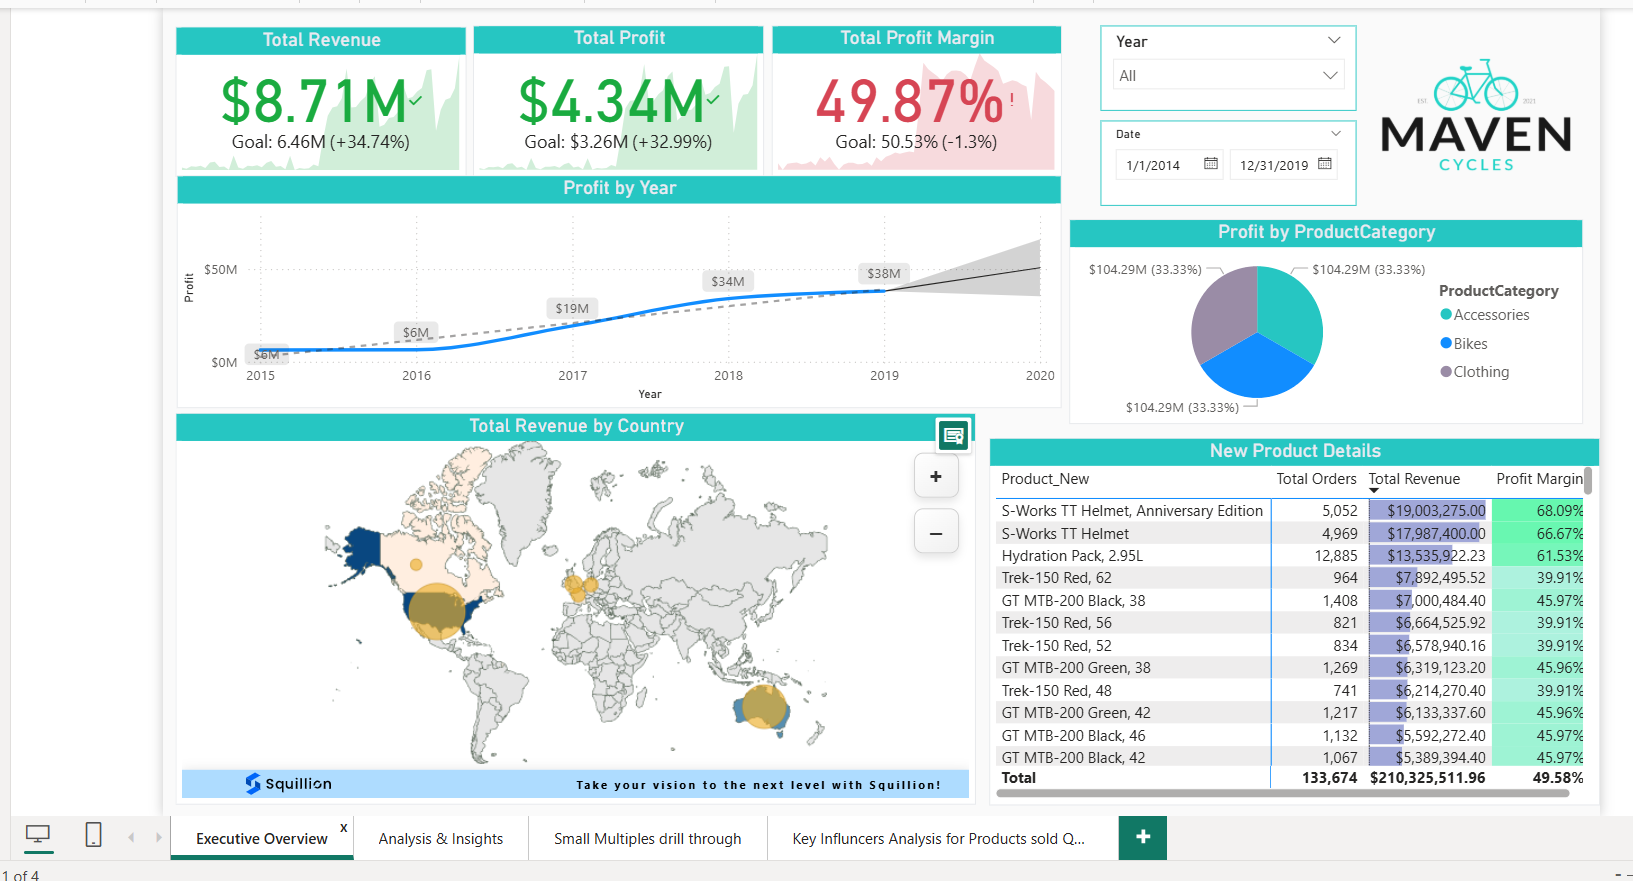 Total Revenue
$8.71M
Goal: 6.46M (+34.74%)
Total Profit
$4.34M
Goal: $3.26M (+32.99%)
Total Profit Margin
49.87%!
Goal: 50.53% (-1.3%)
Year
All
Date
1/1/2014
12/31/2019
EST. 2021
MAVEN
CYCLES
Profit by Year
Profit
$50M
$0M
$6M
$6M
$19M
$34M
$38M
2015 2016 2017 2018 2019 2020
Year
Profit by ProductCategory
$104.29M (33.33%)
$104.29M (33.33%)
$104.29M (33.33%)
ProductCategory
Accessories
Bikes
Clothing
Total Revenue by Country
+
−
Squillion
Take your vision to the next level with Squillion!
New Product Details
Product_New Total Orders Total Revenue Profit Margin
S-Works TT Helmet, Anniversary Edition 5,052 $19,003,275.00 68.09%
S-Works TT Helmet 4,969 $17,987,400.00 66.67%
Hydration Pack, 2.95L 12,885 $13,535,922.23 61.53%
Trek-150 Red, 62 964 $7,892,495.52 39.91%
GT MTB-200 Black, 38 1,408 $7,000,484.40 45.97%
Trek-150 Red, 56 821 $6,664,525.92 39.91%
Trek-150 Red, 52 834 $6,578,940.16 39.91%
GT MTB-200 Green, 38 1,269 $6,319,123.20 45.96%
Trek-150 Red, 48 741 $6,214,270.40 39.91%
GT MTB-200 Green, 42 1,217 $6,133,337.60 45.96%
GT MTB-200 Black, 46 1,132 $5,592,272.40 45.97%
GT MTB-200 Black, 42 1,067 $5,389,394.40 45.97%
Total 133,674 $210,325,511.96 49.58%
Executive Overview x
Analysis & Insights
Small Multiples drill through
Key Influncers Analysis for Products sold Q...
+
1 of 4